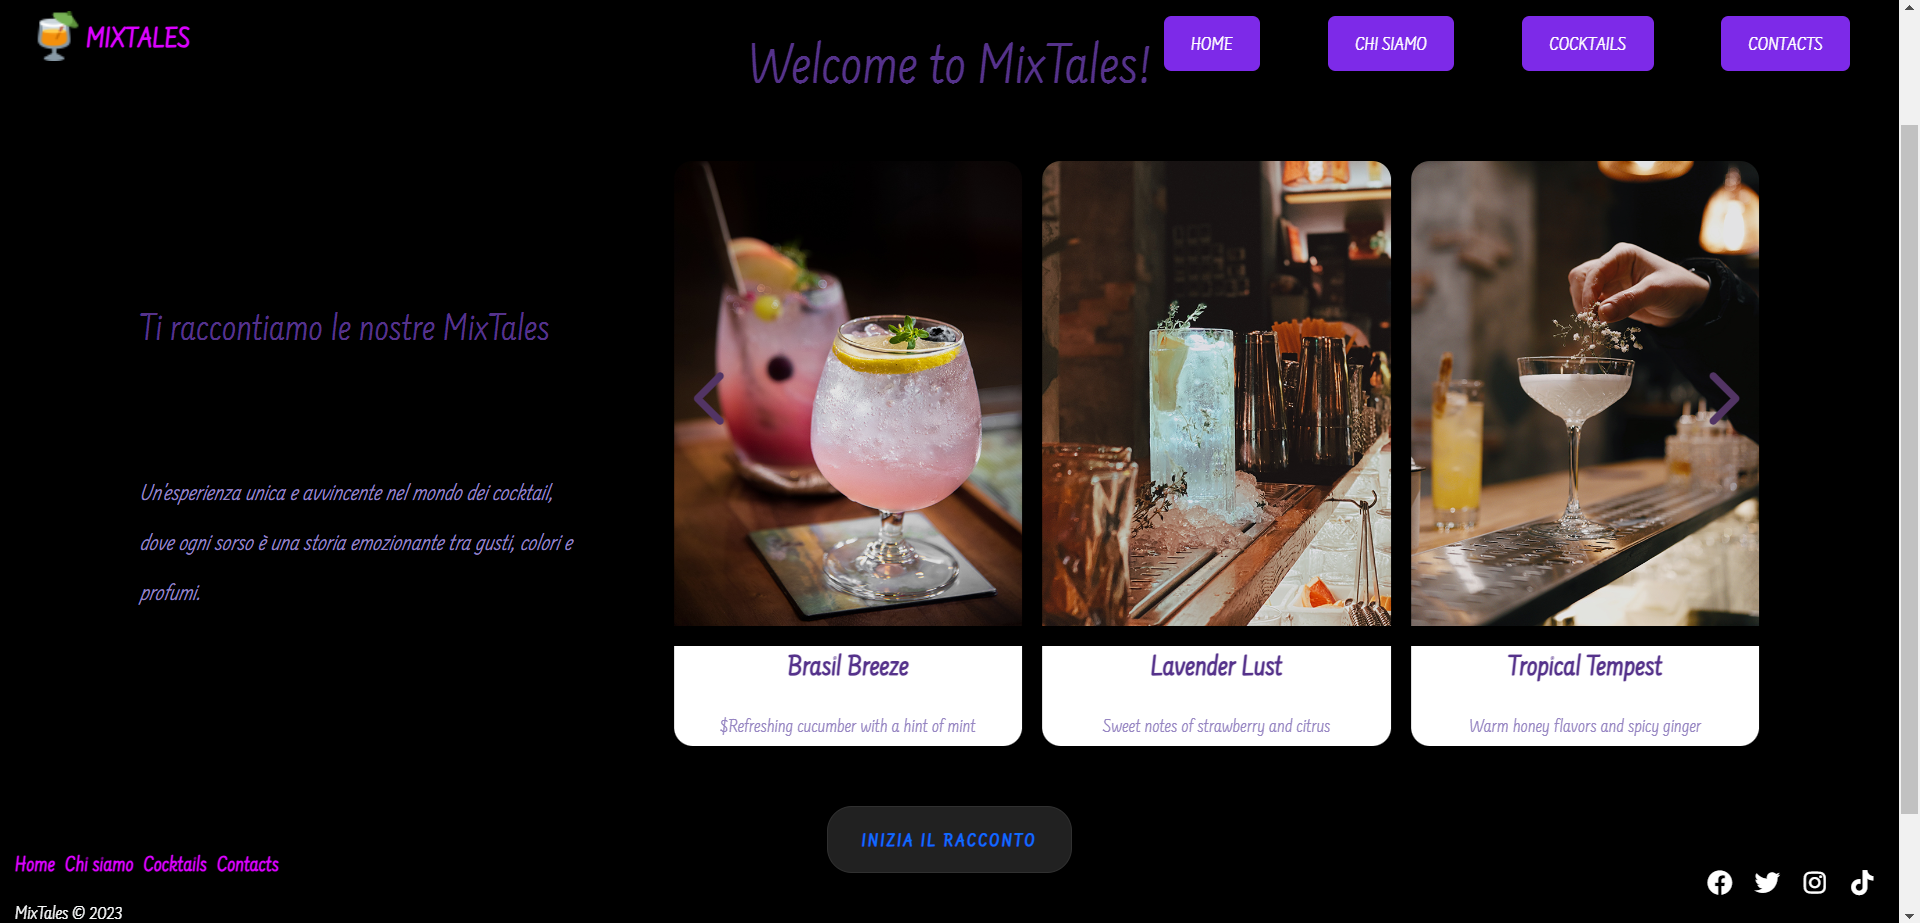 MIXTALES
HOME
CHI SIAMO
COCKTAILS
CONTACTS
Welcome to MixTales!
Ti raccontiamo le nostre MixTales
Un'esperienza unica e avvincente nel mondo dei cocktail,
dove ogni sorso è una storia emozionante tra gusti, colori e
profumi.
Brasil Breeze
$Refreshing cucumber with a hint of mint
Lavender Lust
Sweet notes of strawberry and citrus
Tropical Tempest
Warm honey flavors and spicy ginger
INIZIA IL RACCONTO
Home Chi siamo Cocktails Contacts
MixTales © 2023